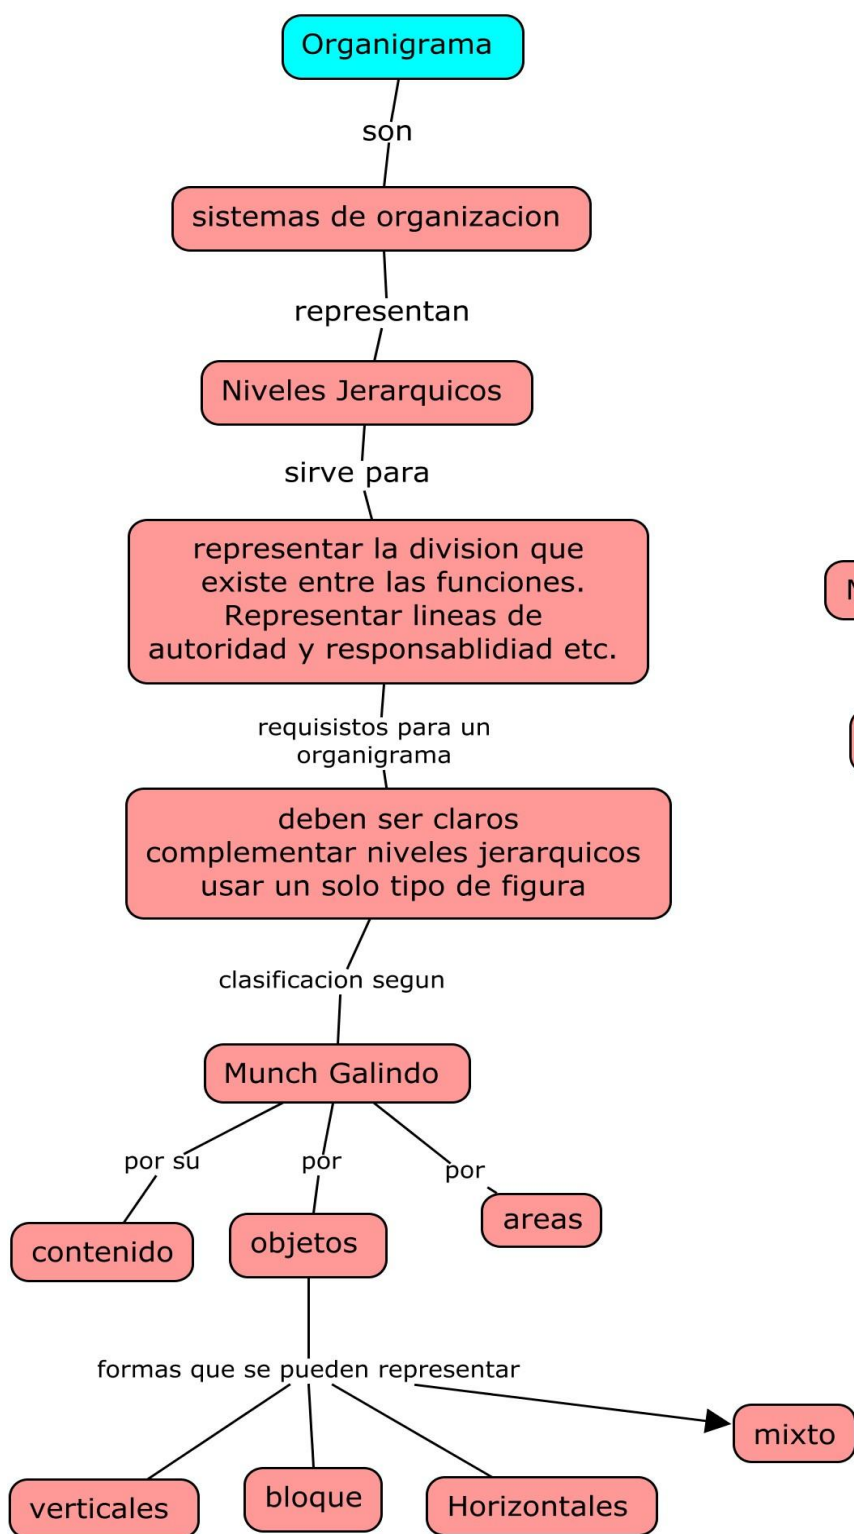 Organigrama
son
sistemas de organizacion
representan
Niveles Jerarquicos
sirve para
representar la division que
existe entre las funciones.
Representar lineas de
autoridad y responsablidiad etc.
requisistos para un
organigrama
deben ser claros
complementar niveles jerarquicos
usar un solo tipo de figura
clasificacion segun
Munch Galindo
por su
por
por
contenido
objetos
areas
formas que se pueden representar
mixto
verticales
bloque
Horizontales